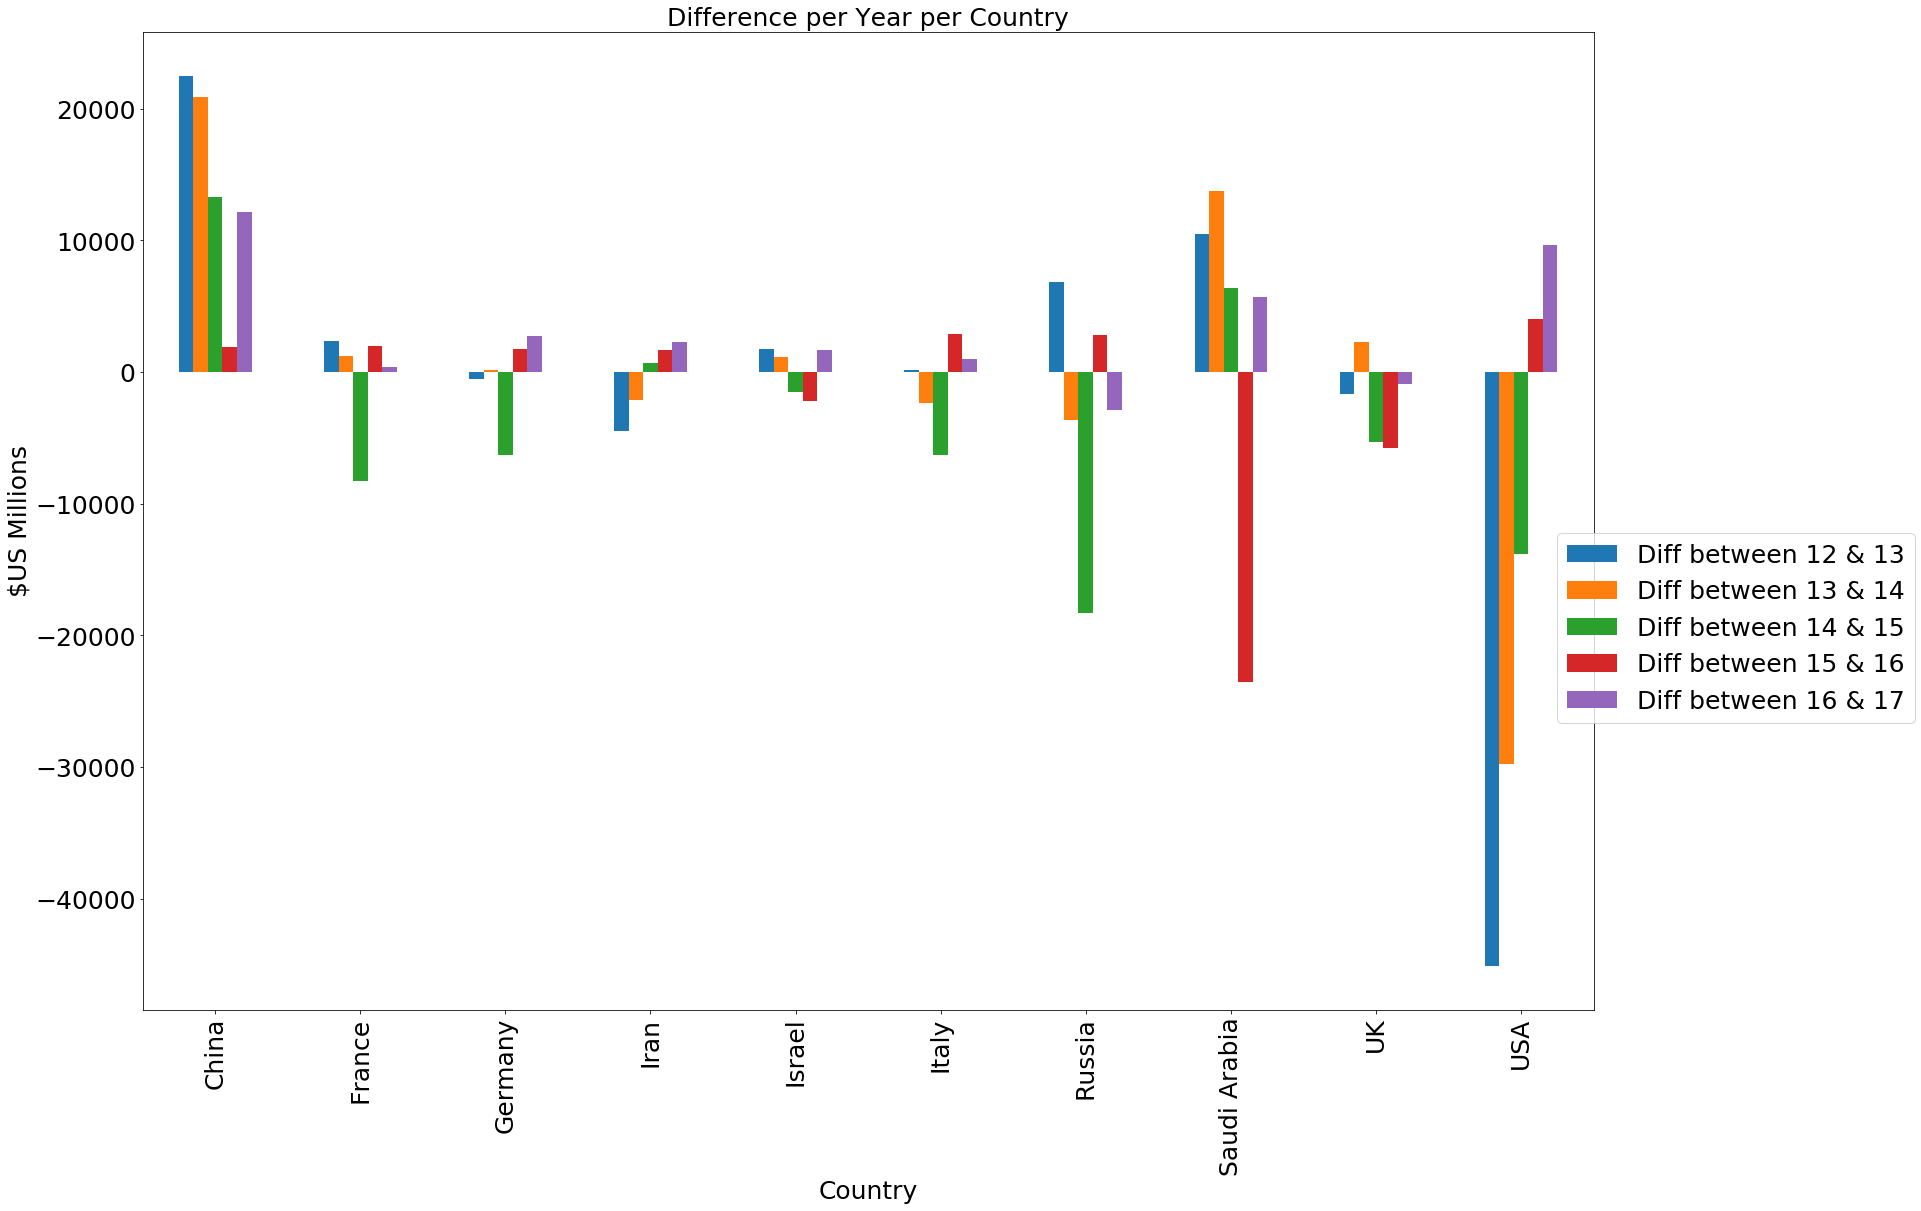 Difference per Year per Country
$US Millions
20000
10000
0
−10000
−20000
−30000
−40000
China
France
Germany
Iran
Israel
Italy
Russia
Saudi Arabia
UK
USA
Country
Diff between 12 & 13
Diff between 13 & 14
Diff between 14 & 15
Diff between 15 & 16
Diff between 16 & 17